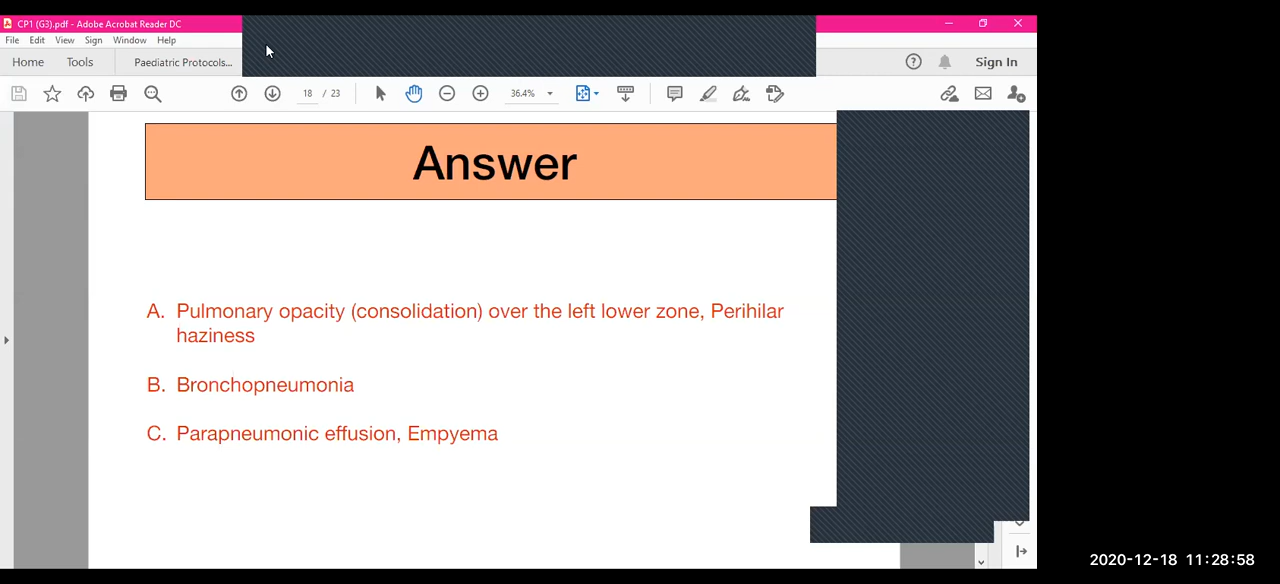 CP1 (G3).pdf - Adobe Acrobat Reader DC
File Edit View Sign Window Help
Home Tools Paediatric Protocols... Sign In
18 / 23 36.4%
Answer
A. Pulmonary opacity (consolidation) over the left lower zone, Perihilar
haziness
B. Bronchopneumonia
C. Parapneumonic effusion, Empyema
2020-12-18 11:28:58